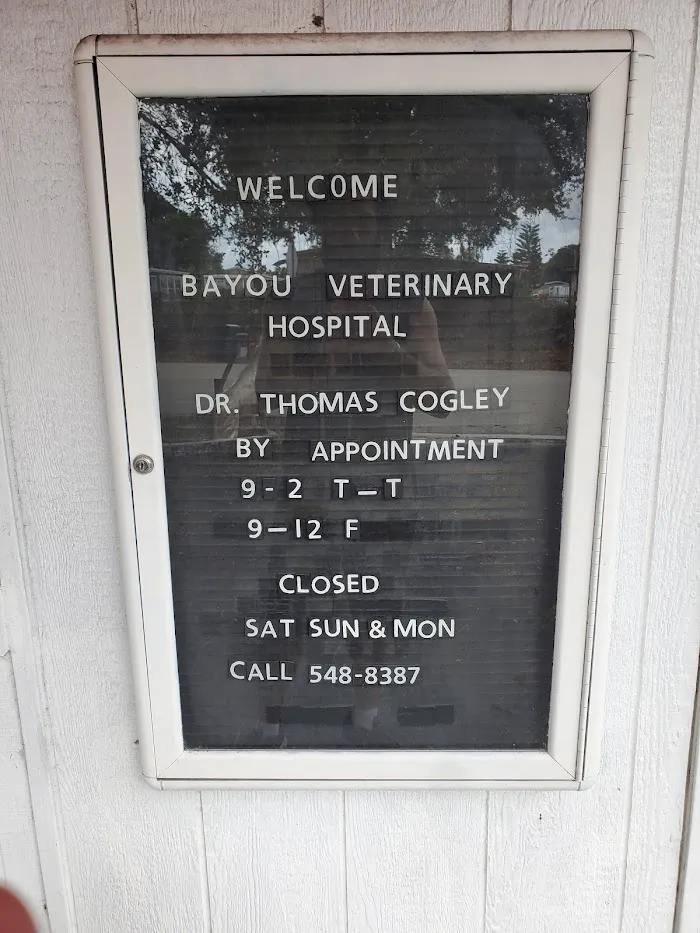 WELCOME
BAYOU VETERINARY
HOSPITAL
DR. THOMAS COGLEY
BY APPOINTMENT
9-2 T-T
9-12 F
CLOSED
SAT SUN & MON
CALL 548-8387